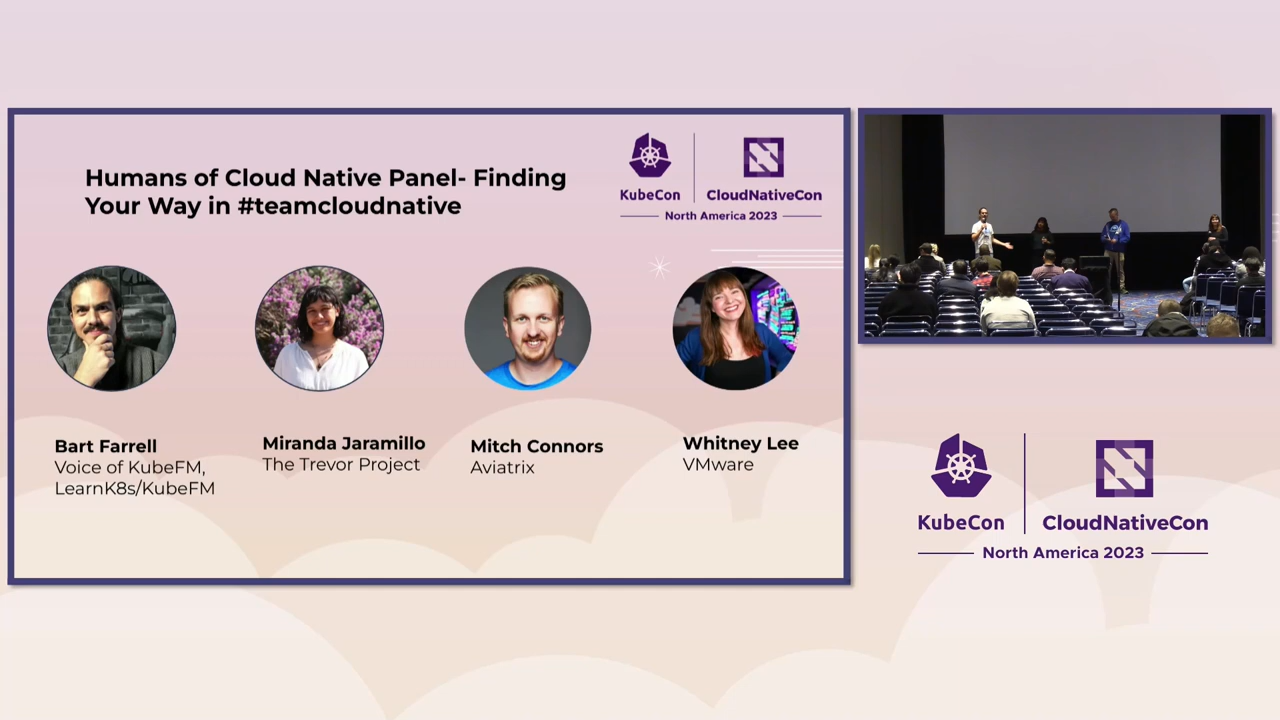 Humans of Cloud Native Panel- Finding
Your Way in #teamcloudnative
KubeCon
CloudNativeCon
North America 2023
Bart Farrell
Voice of KubeFM,
LearnK8s/KubeFM
Miranda Jaramillo
The Trevor Project
Mitch Connors
Aviatrix
Whitney Lee
VMware
KubeCon
CloudNativeCon
North America 2023